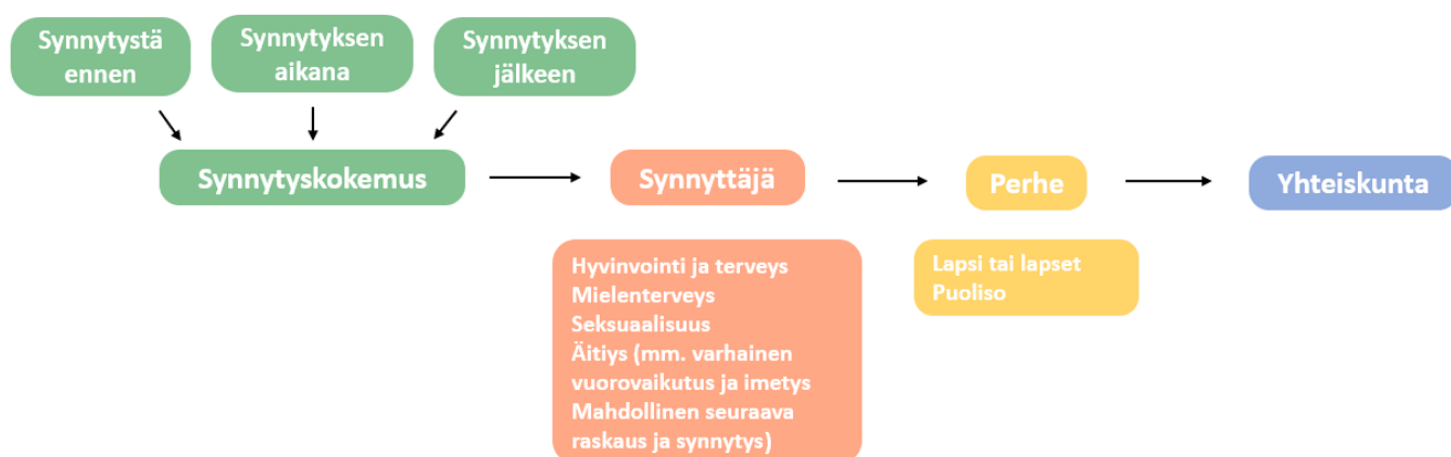 Synnytystä
ennen
Synnytyksen
aikana
Synnytyksen
jälkeen
Synnytyskokemus
Synnyttäjä
Perhe
Yhteiskunta
Hyvinvointi ja terveys
Mielenterveys
Seksuaalisuus
Äitiys (mm. varhainen
vuorovaikutus ja imetys
Mahdollinen seuraava
raskaus ja synnytys)
Lapsi tai lapset
Puoliso